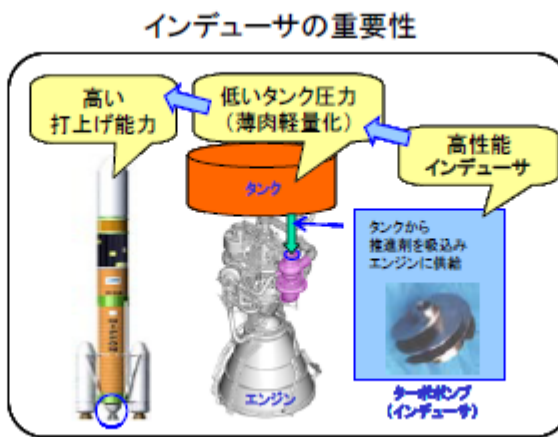 インデューサの重要性
高い
打上げ能力
低いタンク圧力
（薄肉軽量化）
高性能
インデューサ
タンク
タンクから
推進剤を吸込み
エンジンに供給
エンジン
ターボポンプ
（インデューサ）